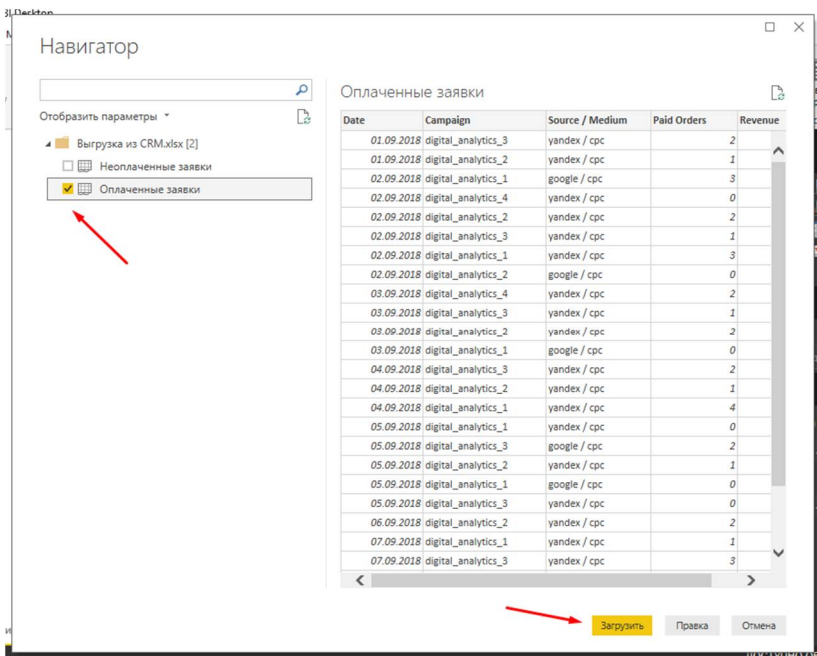 BI Desktop
Навигатор
Отобразить параметры
Выгрузка из CRM.xlsx [2]
Неоплаченные заявки
Оплаченные заявки
Оплаченные заявки
Date Campaign Source / Medium Paid Orders Revenue
01.09.2018 digital_analytics_3 yandex / cpc 2
01.09.2018 digital_analytics_2 yandex / cpc 1
02.09.2018 digital_analytics_1 google / cpc 3
02.09.2018 digital_analytics_4 yandex / cpc 0
02.09.2018 digital_analytics_2 yandex / cpc 2
02.09.2018 digital_analytics_3 yandex / cpc 1
02.09.2018 digital_analytics_1 yandex / cpc 3
02.09.2018 digital_analytics_2 google / cpc 0
03.09.2018 digital_analytics_4 yandex / cpc 2
03.09.2018 digital_analytics_3 yandex / cpc 1
03.09.2018 digital_analytics_2 yandex / cpc 2
03.09.2018 digital_analytics_1 google / cpc 0
04.09.2018 digital_analytics_3 yandex / cpc 2
04.09.2018 digital_analytics_2 yandex / cpc 1
04.09.2018 digital_analytics_1 yandex / cpc 4
05.09.2018 digital_analytics_1 yandex / cpc 0
05.09.2018 digital_analytics_3 google / cpc 2
05.09.2018 digital_analytics_2 yandex / cpc 1
05.09.2018 digital_analytics_1 google / cpc 0
05.09.2018 digital_analytics_3 yandex / cpc 0
06.09.2018 digital_analytics_2 yandex / cpc 2
07.09.2018 digital_analytics_1 yandex / cpc 1
07.09.2018 digital_analytics_3 yandex / cpc 3
Загрузить Правка Отмена